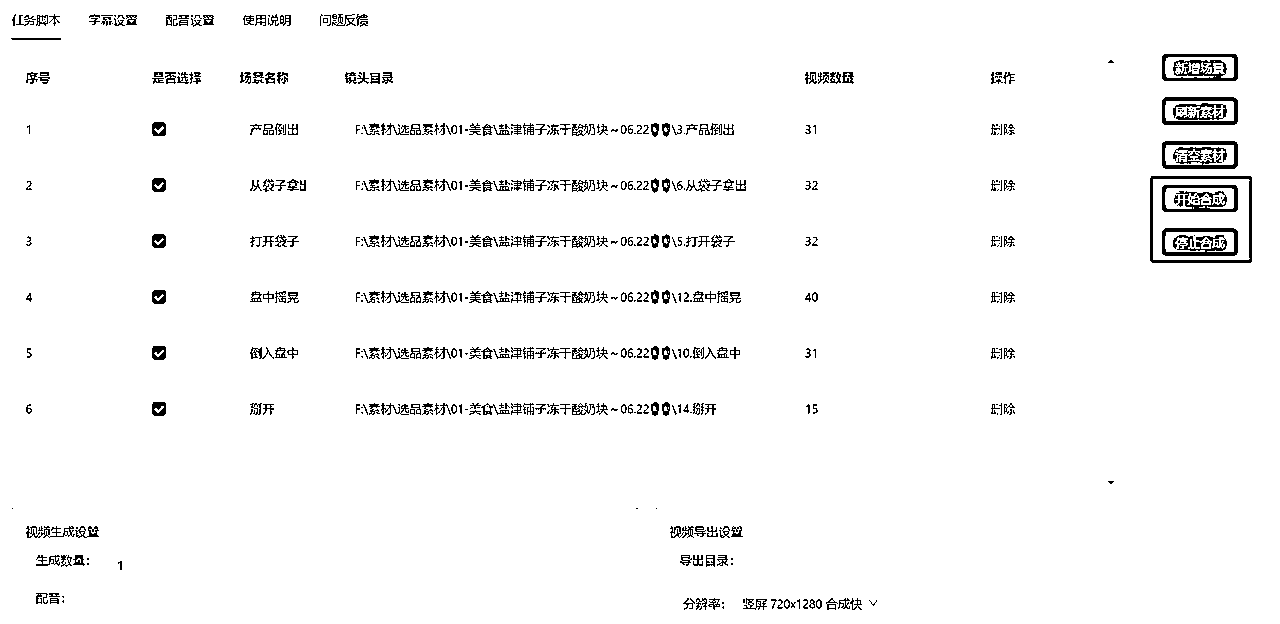 任务脚本 字幕设置 配音设置 使用说明 问题反馈
序号 是否选择 场景名称 镜头目录 视频数量 操作
新增场景
1 产品倒出 F:\素材\选品素材\01-美食\盐津铺子冻干酸奶块~06.22\3.产品倒出 31 删除
刷新素材
清空素材
2 从袋子拿出 F:\素材\选品素材\01-美食\盐津铺子冻干酸奶块~06.22\6.从袋子拿出 32 删除
开始合成
3 打开袋子 F:\素材\选品素材\01-美食\盐津铺子冻干酸奶块~06.22\5.打开袋子 32 删除
停止合成
4 盘中摇晃 F:\素材\选品素材\01-美食\盐津铺子冻干酸奶块~06.22\12.盘中摇晃 40 删除
5 倒入盘中 F:\素材\选品素材\01-美食\盐津铺子冻干酸奶块~06.22\10.倒入盘中 31 删除
6 掰开 F:\素材\选品素材\01-美食\盐津铺子冻干酸奶块~06.22\14.掰开 15 删除
视频生成设置
生成数量: 1
配音:
视频导出设置
导出目录:
分辨率: 竖屏 720x1280 合成快